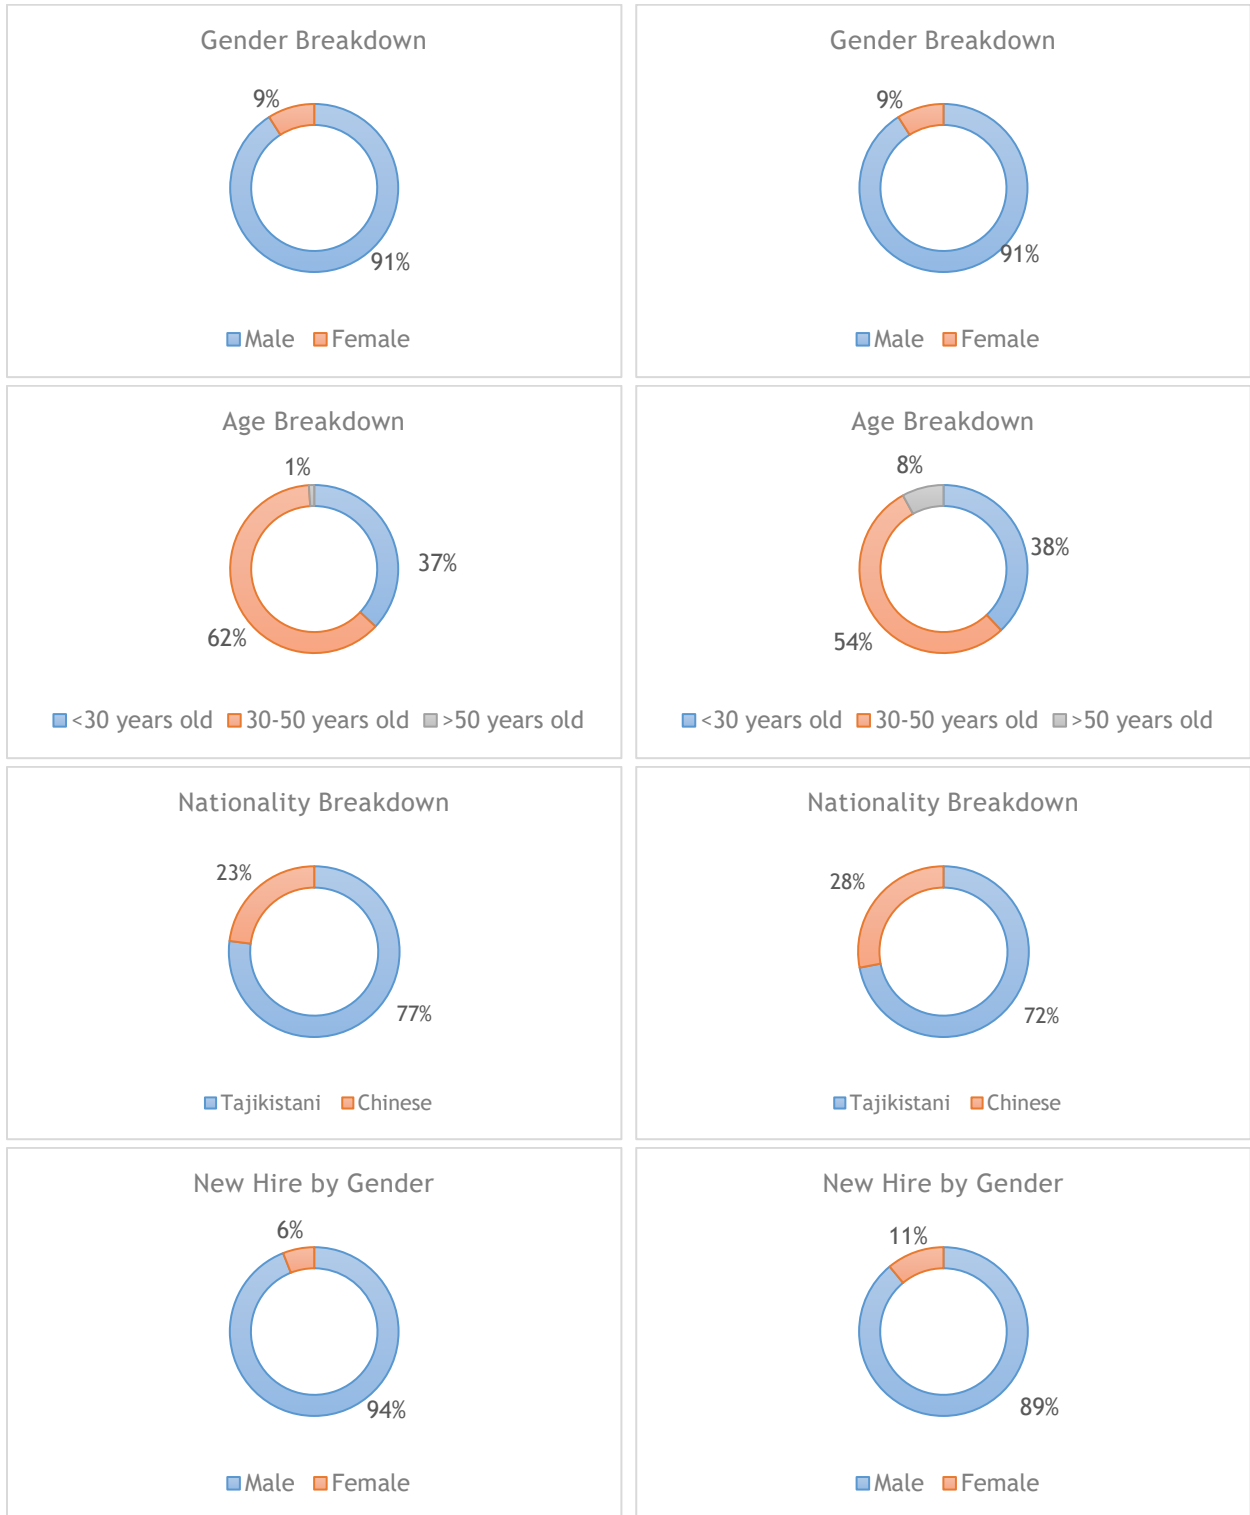 Gender Breakdown
9%
91%
Male Female
Gender Breakdown
9%
91%
Male Female
Age Breakdown
1%
37%
62%
<30 years old 30-50 years old >50 years old
Age Breakdown
8%
38%
54%
<30 years old 30-50 years old >50 years old
Nationality Breakdown
23%
77%
Tajikistani Chinese
Nationality Breakdown
28%
72%
Tajikistani Chinese
New Hire by Gender
6%
94%
Male Female
New Hire by Gender
11%
89%
Male Female